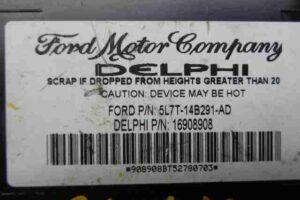 Ford Motor Company
DELPHI
SCRAP IF DROPPED FROM HEIGHTS GREATER THAN 20
CAUTION: DEVICE MAY BE HOT
FORD P/N: 5L7T-14B291-AD
DELPHI P/N: 16908908
*908908BT52780703*